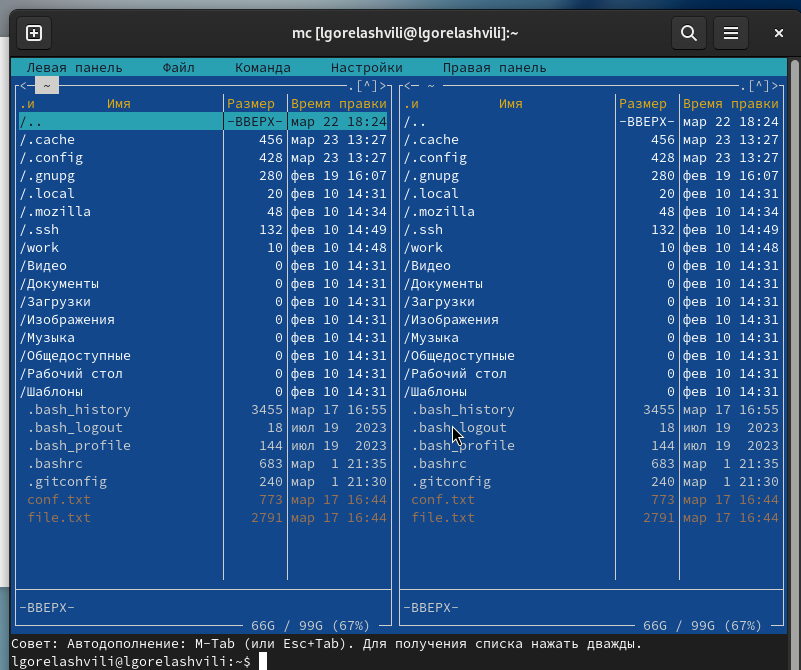 mc [lgorelashvili@lgorelashvili]:~
Левая панель Файл Команда Настройки Правая панель
<─ ~ .[^]> <─ ~ .[^]>
.и Имя Размер Время правки .и Имя Размер Время правки
/.. -ВВЕРХ- мар 22 18:24 /.. -ВВЕРХ- мар 22 18:24
/.cache 456 мар 23 13:27 /.cache 456 мар 23 13:27
/.config 428 мар 23 13:27 /.config 428 мар 23 13:27
/.gnupg 280 фев 19 16:07 /.gnupg 280 фев 19 16:07
/.local 20 фев 10 14:31 /.local 20 фев 10 14:31
/.mozilla 48 фев 10 14:34 /.mozilla 48 фев 10 14:34
/.ssh 132 фев 10 14:49 /.ssh 132 фев 10 14:49
/work 10 фев 10 14:48 /work 10 фев 10 14:48
/Видео 0 фев 10 14:31 /Видео 0 фев 10 14:31
/Документы 0 фев 10 14:31 /Документы 0 фев 10 14:31
/Загрузки 0 фев 10 14:31 /Загрузки 0 фев 10 14:31
/Изображения 0 фев 10 14:31 /Изображения 0 фев 10 14:31
/Музыка 0 фев 10 14:31 /Музыка 0 фев 10 14:31
/Общедоступные 0 фев 10 14:31 /Общедоступные 0 фев 10 14:31
/Рабочий стол 0 фев 10 14:31 /Рабочий стол 0 фев 10 14:31
/Шаблоны 0 фев 10 14:31 /Шаблоны 0 фев 10 14:31
.bash_history 3455 мар 17 16:55 .bash_history 3455 мар 17 16:55
.bash_logout 18 июл 19 2023 .bash_logout 18 июл 19 2023
.bash_profile 144 июл 19 2023 .bash_profile 144 июл 19 2023
.bashrc 683 мар 1 21:35 .bashrc 683 мар 1 21:35
.gitconfig 240 мар 1 21:30 .gitconfig 240 мар 1 21:30
conf.txt 773 мар 17 16:44 conf.txt 773 мар 17 16:44
file.txt 2791 мар 17 16:44 file.txt 2791 мар 17 16:44
-ВВЕРХ- -ВВЕРХ-
66G / 99G (67%) 66G / 99G (67%)
Совет: Автодополнение: M-Tab (или Esc+Tab). Для получения списка нажать дважды.
lgorelashvili@lgorelashvili:~$